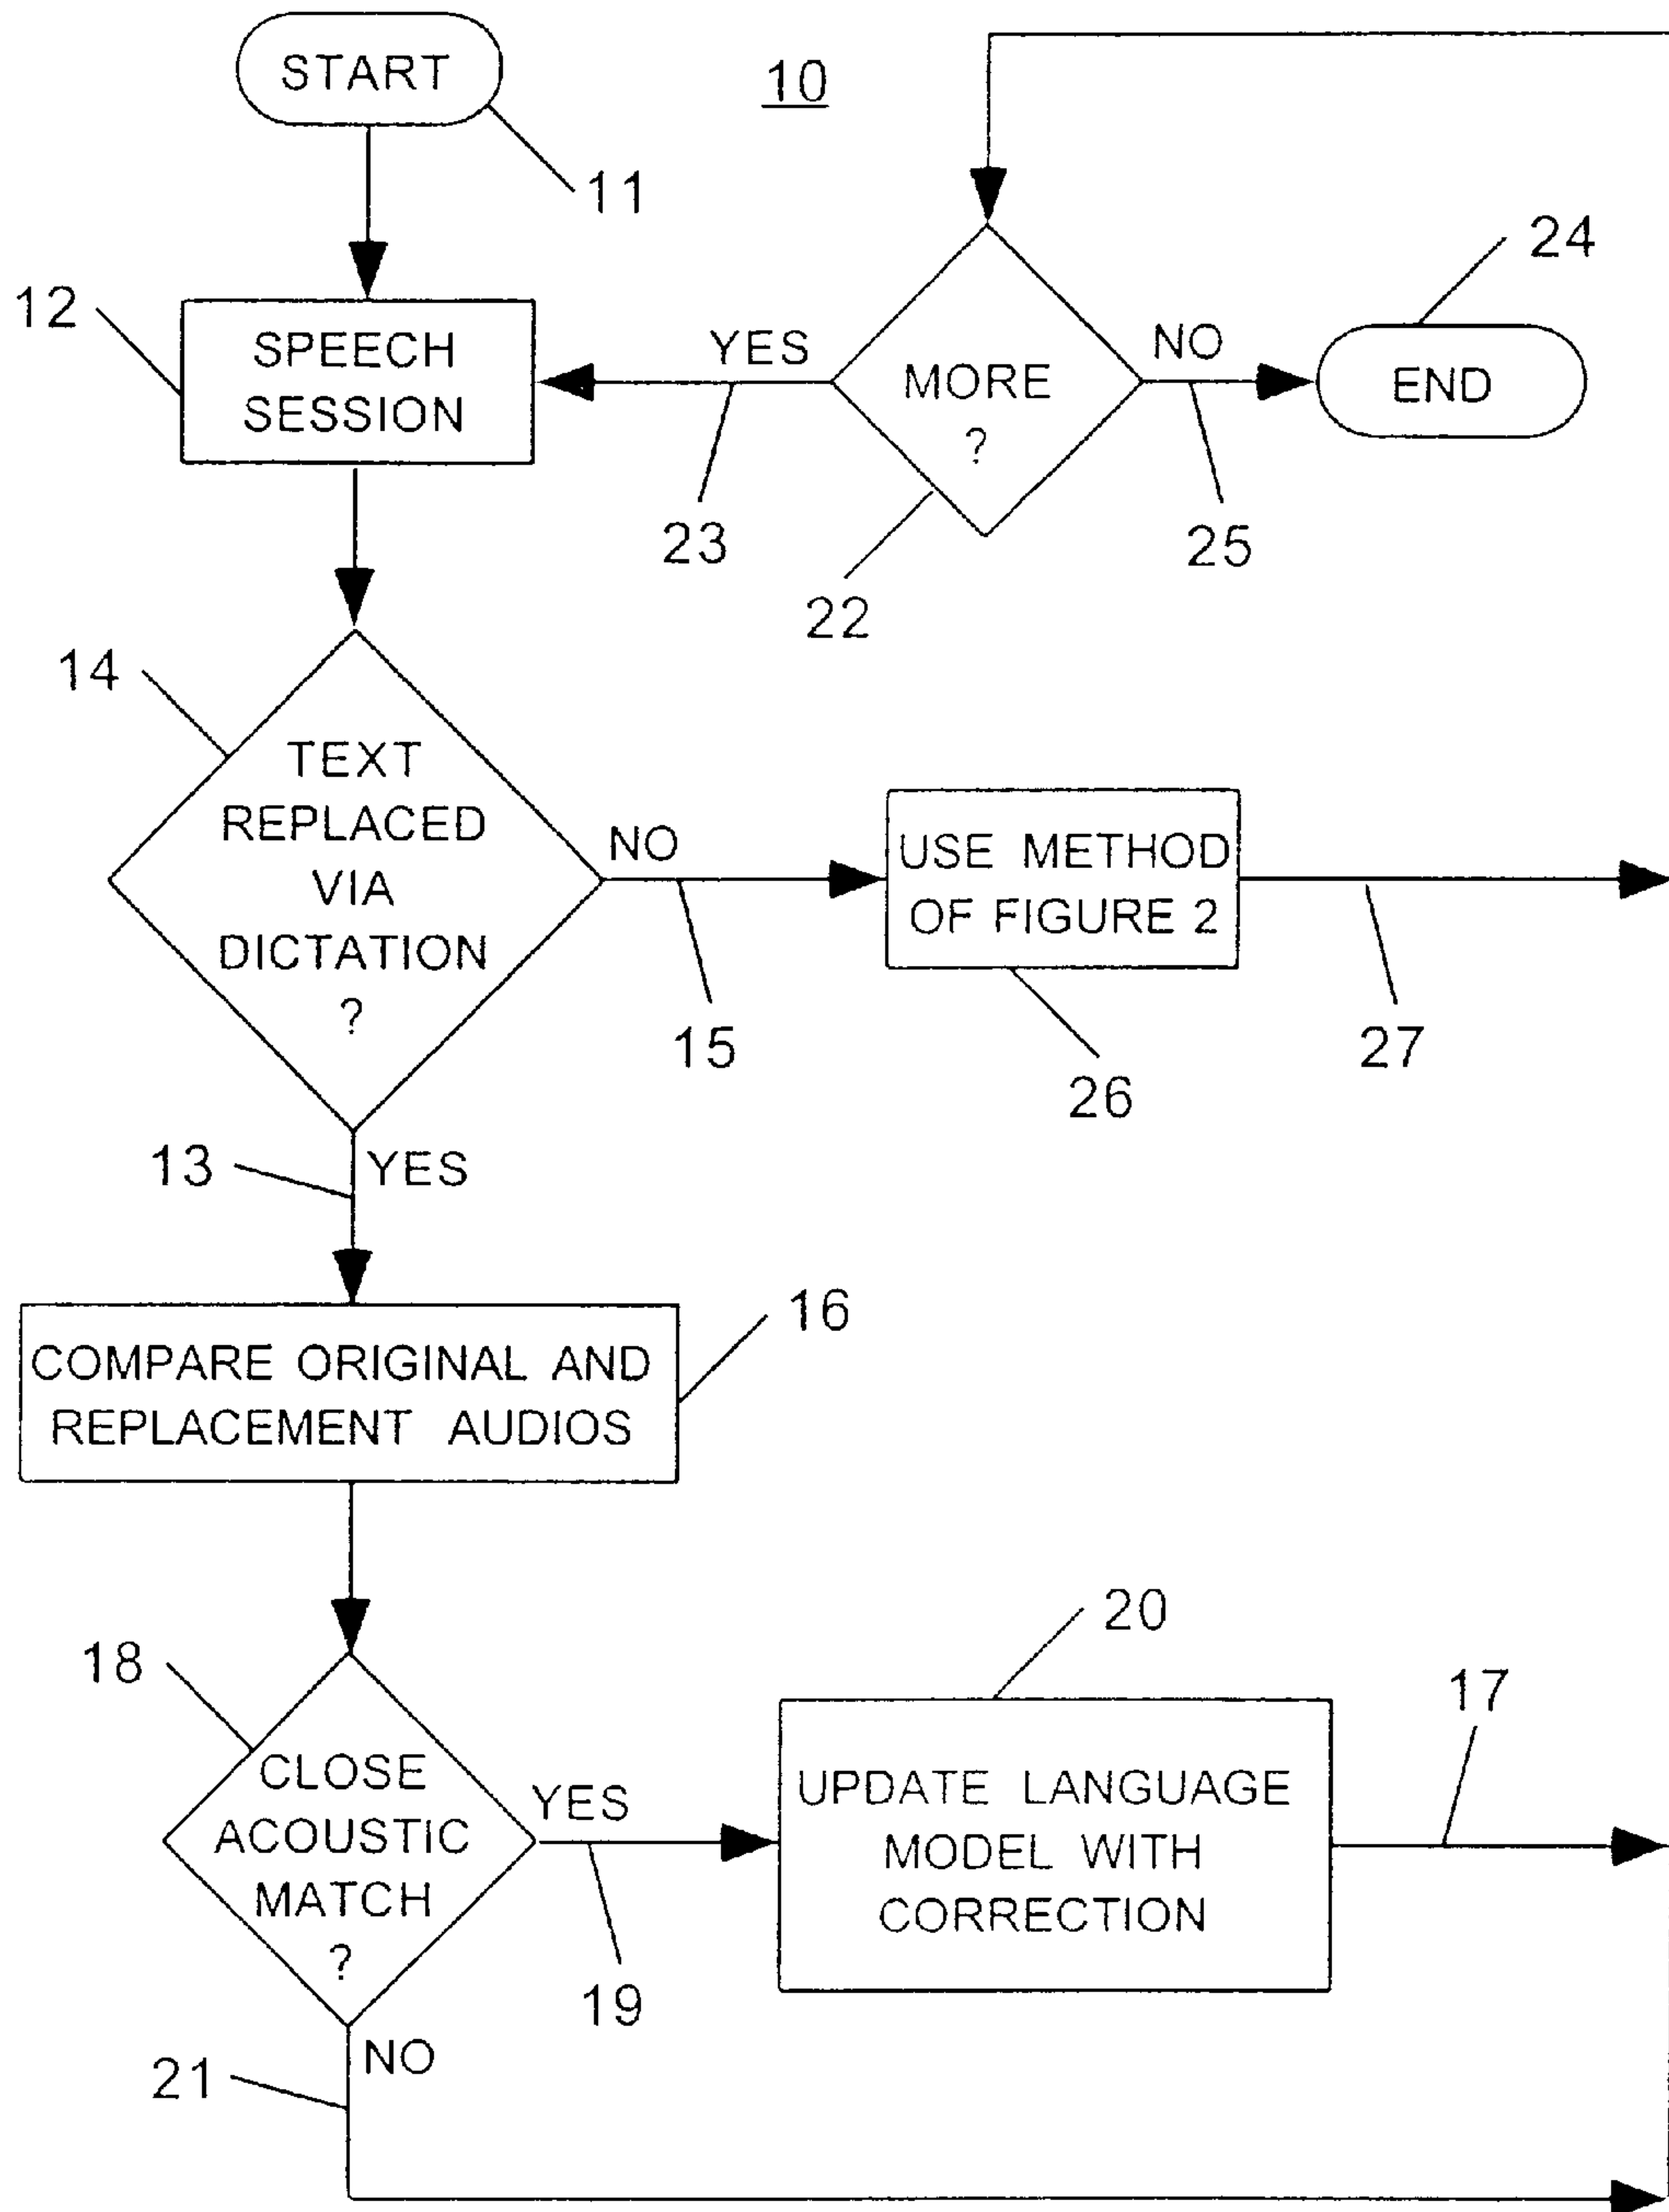 START
10
11
24
12
SPEECH
SESSION
YES
MORE
?
NO
END
23
25
22
14
TEXT
REPLACED
VIA
DICTATION
?
NO
USE METHOD
OF FIGURE 2
15
26
27
13
YES
16
COMPARE ORIGINAL AND
REPLACEMENT AUDIOS
20
18
17
CLOSE
ACOUSTIC
MATCH
?
YES
UPDATE LANGUAGE
MODEL WITH
CORRECTION
19
NO
21